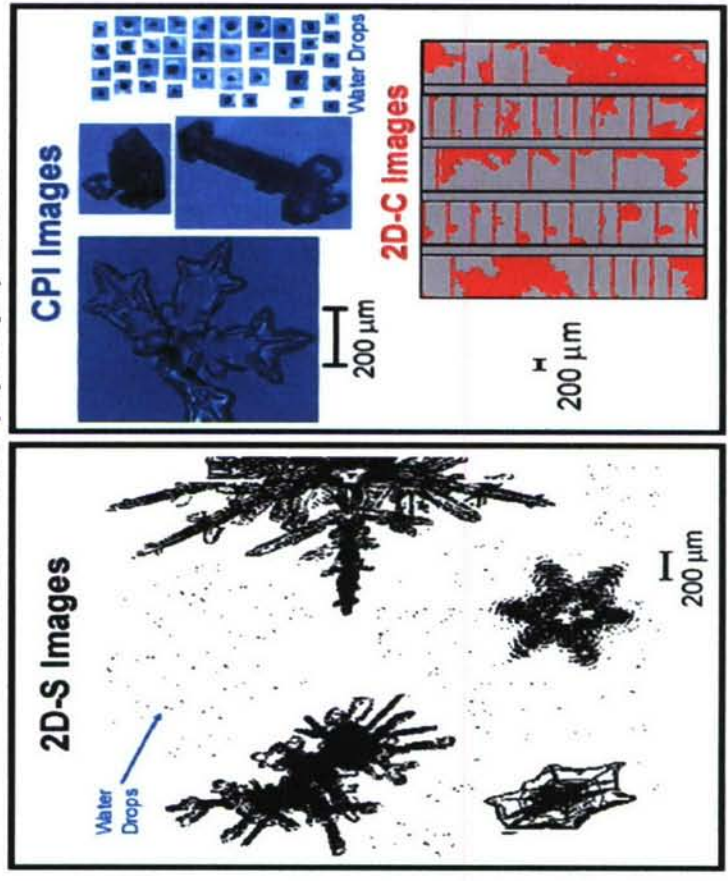 2D-S Images
Water
Drops
200 µm
CPI Images
Water Drops
200 µm
2D-C Images
200 µm